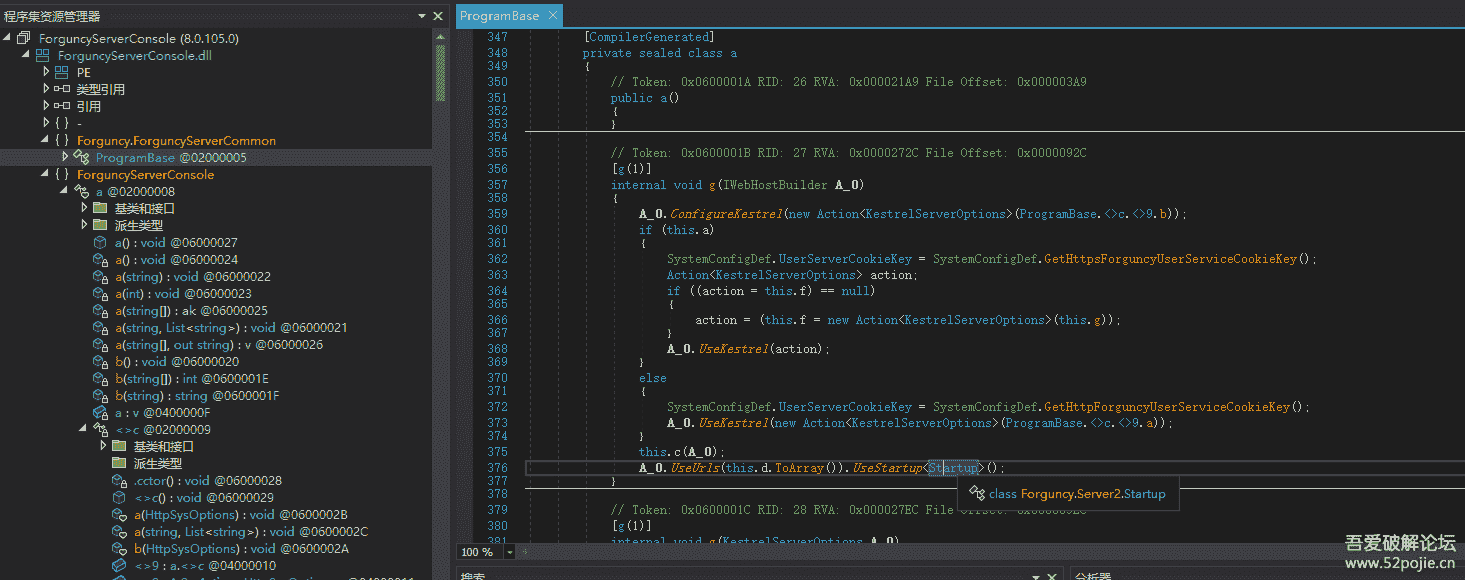 程序集资源管理器
ForguncyServerConsole (8.0.105.0)
ForguncyServerConsole.dll
PE
类型引用
引用
{ } -
{ } Forguncy.ForguncyServerCommon
ProgramBase @02000005
{ } ForguncyServerConsole
a @02000008
基类和接口
派生类型
a() : void @06000027
a() : void @06000024
a(string) : void @06000022
a(int) : void @06000023
a(string[]) : ak @06000025
a(string, List<string>) : void @06000021
a(string[], out string) : v @06000026
b() : void @06000020
b(string[]) : int @0600001E
b(string) : string @0600001F
a : v @0400000F
<>c @02000009
基类和接口
派生类型
.cctor() : void @06000028
<>c() : void @06000029
a(HttpSysOptions) : void @0600002B
a(string, List<string>) : void @0600002C
b(HttpSysOptions) : void @0600002A
<>9 : a.<>c @04000010
ProgramBase
347 [CompilerGenerated]
348 private sealed class a
349 {
350 // Token: 0x0600001A RID: 26 RVA: 0x000021A9 File Offset: 0x000003A9
351 public a()
352 {
353 }
354
355 // Token: 0x0600001B RID: 27 RVA: 0x0000272C File Offset: 0x0000092C
356 [g(1)]
357 internal void g(IWebHostBuilder A_0)
358 {
359 A_0.ConfigureKestrel(new Action<KestrelServerOptions>(ProgramBase.<>c.<>9.b));
360 if (this.a)
361 {
362 SystemConfigDef.UserServerCookieKey = SystemConfigDef.GetHttpsForguncyUserServiceCookieKey();
363 Action<KestrelServerOptions> action;
364 if ((action = this.f) == null)
365 {
366 action = (this.f = new Action<KestrelServerOptions>(this.g));
367 }
368 A_0.UseKestrel(action);
369 }
370 else
371 {
372 SystemConfigDef.UserServerCookieKey = SystemConfigDef.GetHttpForguncyUserServiceCookieKey();
373 A_0.UseKestrel(new Action<KestrelServerOptions>(ProgramBase.<>c.<>9.a));
374 }
375 this.c(A_0);
376 A_0.UseUrls(this.d.ToArray()).UseStartup<Startup>();
377 }
class Forguncy.Server2.Startup
378
379 // Token: 0x0600001C RID: 28 RVA: 0x000027EC File
380 [g(1)]
381 internal void g(KestrelServerOptions A_0)
100 %
搜索
分析器
吾爱破解论坛
www.52pojie.cn